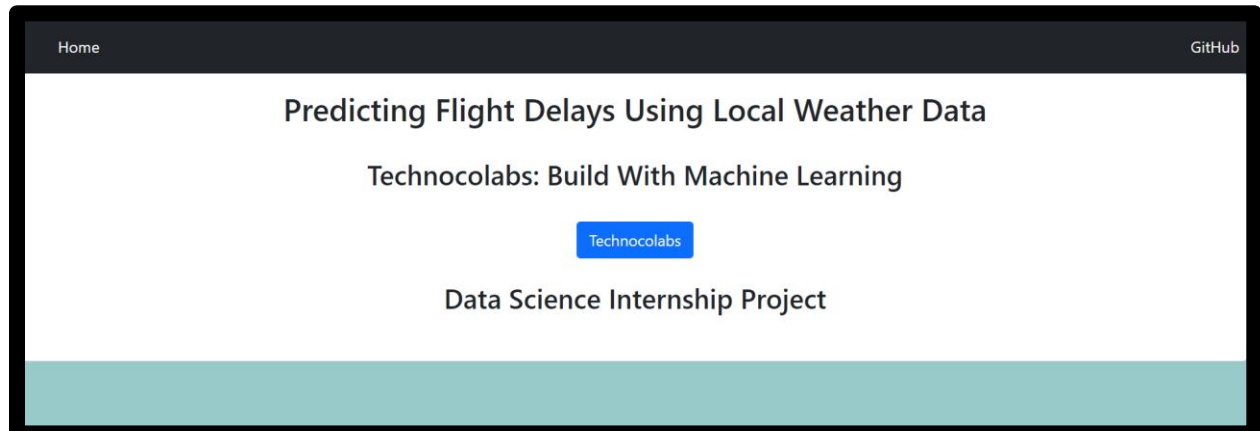 Home
GitHub
Predicting Flight Delays Using Local Weather Data
Technocolabs: Build With Machine Learning
Technocolabs
Data Science Internship Project